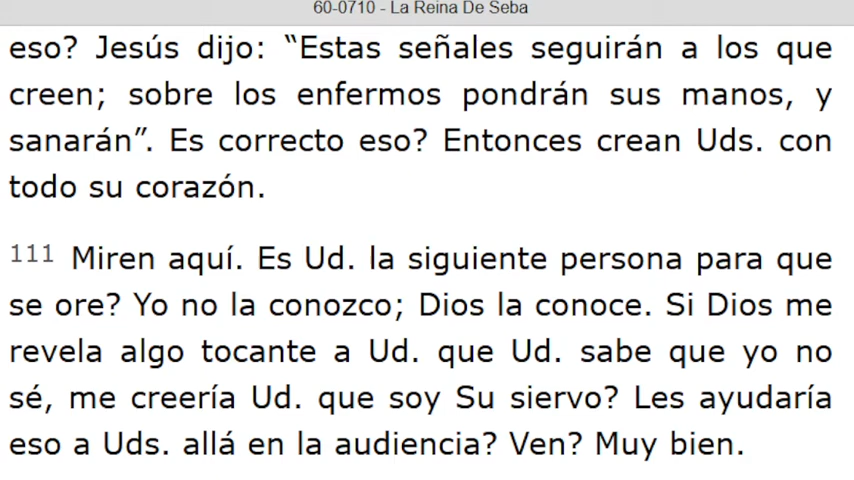 60-0710 - La Reina De Seba
eso? Jesús dijo: “Estas señales seguirán a los que
creen; sobre los enfermos pondrán sus manos, y
sanarán”. Es correcto eso? Entonces crean Uds. con
todo su corazón.
111 Miren aquí. Es Ud. la siguiente persona para que
se ore? Yo no la conozco; Dios la conoce. Si Dios me
revela algo tocante a Ud. que Ud. sabe que yo no
sé, me creería Ud. que soy Su siervo? Les ayudaría
eso a Uds. allá en la audiencia? Ven? Muy bien.